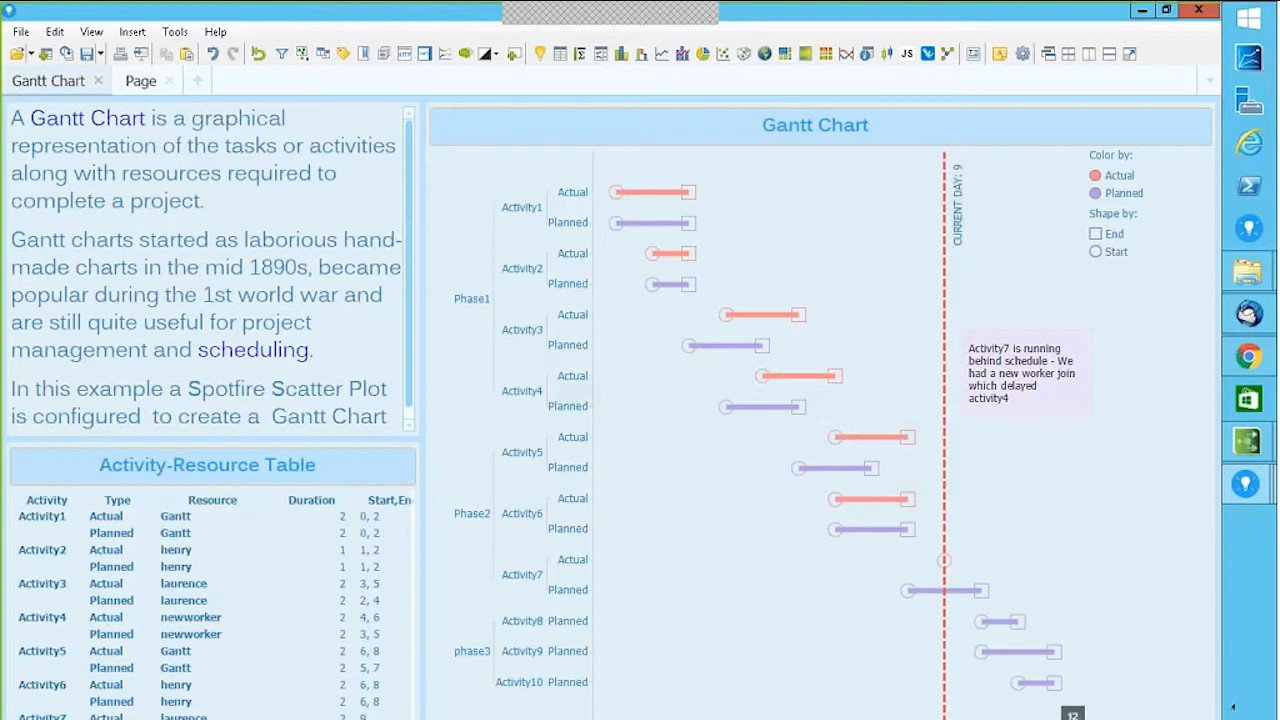 File Edit View Insert Tools Help
JS
Gantt Chart
Page
A Gantt Chart is a graphical
representation of the tasks or activities
along with resources required to
complete a project.
Gantt charts started as laborious hand-
made charts in the mid 1890s, became
popular during the 1st world war and
are still quite useful for project
management and scheduling.
In this example a Spotfire Scatter Plot
is configured to create a Gantt Chart
Activity-Resource Table
Activity Type Resource Duration Start,En
Activity1 Actual Gantt 2 0, 2
Planned Gantt 2 0, 2
Activity2 Actual henry 1 1, 2
Planned henry 1 1, 2
Activity3 Actual laurence 2 3, 5
Planned laurence 2 2, 4
Activity4 Actual newworker 2 4, 6
Planned newworker 2 3, 5
Activity5 Actual Gantt 2 6, 8
Planned Gantt 2 5, 7
Activity6 Actual henry 2 6, 8
Planned henry 2 6, 8
Activity7 Actual laurence 2 9
Gantt Chart
Phase1
Activity1
Actual
Planned
Activity2
Actual
Planned
Activity3
Actual
Planned
Activity4
Actual
Planned
Phase2
Activity5
Actual
Planned
Activity6
Actual
Planned
Activity7
Actual
Planned
phase3
Activity8 Planned
Activity9 Planned
Activity10 Planned
CURRENT DAY: 9
Color by:
Actual
Planned
Shape by:
End
Start
Activity7 is running
behind schedule - We
had a new worker join
which delayed
activity4
12